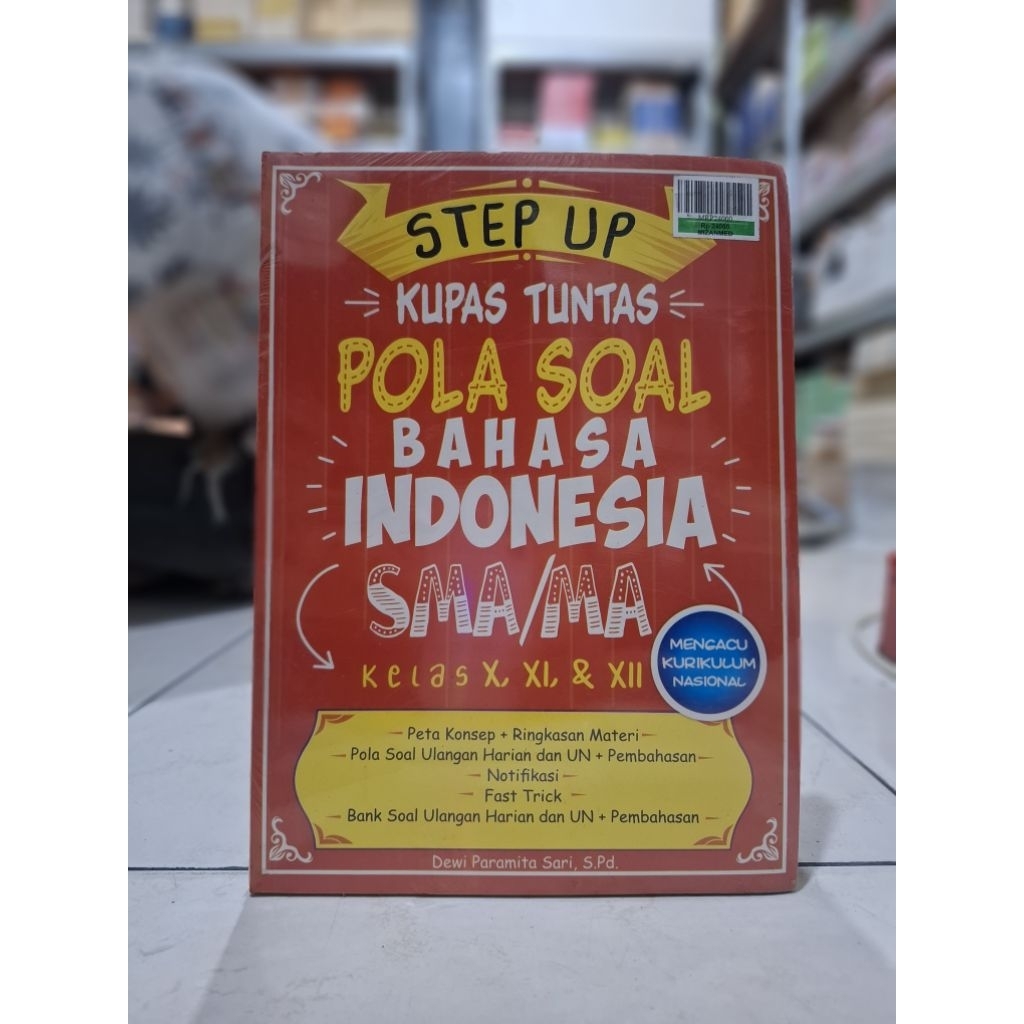 STEP UP
KUPAS TUNTAS
POLA SOAL
BAHASA
INDONESIA
SMA/MA
Kelas X, XI, & XII
MENGACU
KURIKULUM
NASIONAL
Peta Konsep + Ringkasan Materi
Pola Soal Ulangan Harian dan UN + Pembahasan
Notifikasi
Fast Trick
Bank Soal Ulangan Harian dan UN + Pembahasan
Dewi Paramita Sari, S.Pd.
MIZANMED